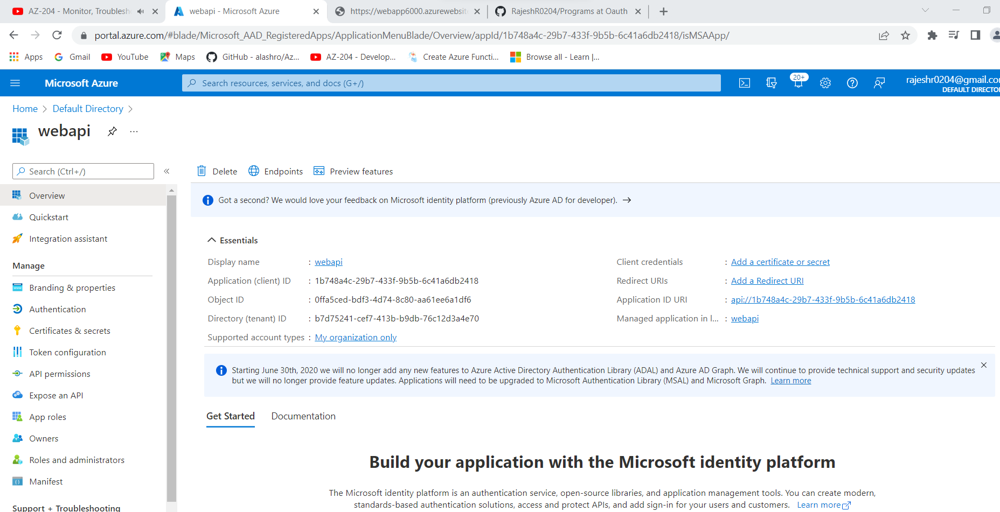 AZ-204 - Monitor, Troublesh
webapi - Microsoft Azure
https://webapp6000.azurewebsit
RajeshR0204/Programs at Oauth
portal.azure.com/#blade/Microsoft_AAD_RegisteredApps/ApplicationMenuBlade/Overview/appId/1b748a4c-29b7-433f-9b5b-6c41a6db2418/isMSAApp/
Apps
Gmail
YouTube
Maps
GitHub - alashro/Az...
AZ-204 - Develop...
Create Azure Functi...
Browse all - Learn |...
Microsoft Azure
Search resources, services, and docs (G+/)
20+
rajeshr0204@gmail.co
DEFAULT DIRECTO
Home > Default Directory >
webapi
...
Search (Ctrl+/)
«
Overview
Quickstart
Integration assistant
Manage
Branding & properties
Authentication
Certificates & secrets
Token configuration
API permissions
Expose an API
App roles
Owners
Roles and administrators
Manifest
Support + Troubleshooting
Delete
Endpoints
Preview features
Got a second? We would love your feedback on Microsoft identity platform (previously Azure AD for developer). →
Essentials
Display name : webapi
Application (client) ID : 1b748a4c-29b7-433f-9b5b-6c41a6db2418
Object ID : 0ffa5ced-bdf3-4d74-8c80-aa61ee6a1df6
Directory (tenant) ID : b7d75241-cef7-413b-b9db-76c12d3a4e70
Supported account types : My organization only
Client credentials : Add a certificate or secret
Redirect URIs : Add a Redirect URI
Application ID URI : api://1b748a4c-29b7-433f-9b5b-6c41a6db2418
Managed application in l... : webapi
Starting June 30th, 2020 we will no longer add any new features to Azure Active Directory Authentication Library (ADAL) and Azure AD Graph. We will continue to provide technical support and security updates
but we will no longer provide feature updates. Applications will need to be upgraded to Microsoft Authentication Library (MSAL) and Microsoft Graph. Learn more
Get Started
Documentation
Build your application with the Microsoft identity platform
The Microsoft identity platform is an authentication service, open-source libraries, and application management tools. You can create modern,
standards-based authentication solutions, access and protect APIs, and add sign-in for your users and customers. Learn more